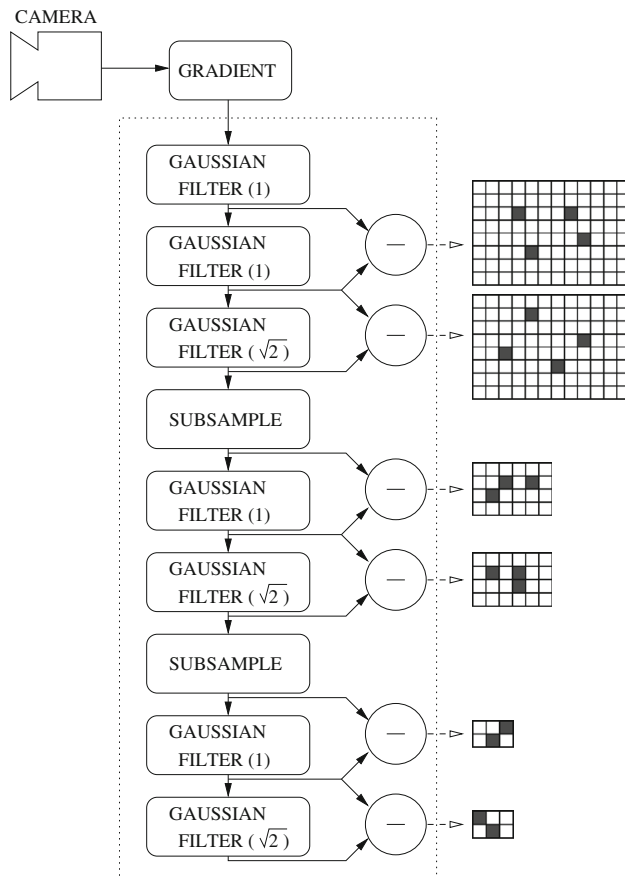 CAMERA
GRADIENT
GAUSSIAN
FILTER (1)
GAUSSIAN
FILTER (1)
GAUSSIAN
FILTER ( √2 )
SUBSAMPLE
GAUSSIAN
FILTER (1)
GAUSSIAN
FILTER ( √2 )
SUBSAMPLE
GAUSSIAN
FILTER (1)
GAUSSIAN
FILTER ( √2 )